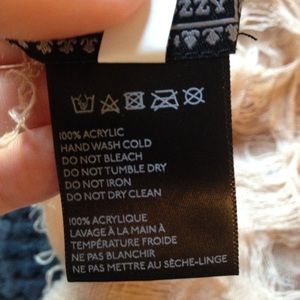 ZZY
100% ACRYLIC
HAND WASH COLD
DO NOT BLEACH
DO NOT TUMBLE DRY
DO NOT IRON
DO NOT DRY CLEAN
100% ACRYLIQUE
LAVAGE À LA MAIN À
TEMPÉRATURE FROIDE
NE PAS BLANCHIR
NE PAS METTRE AU SÈCHE-LINGE